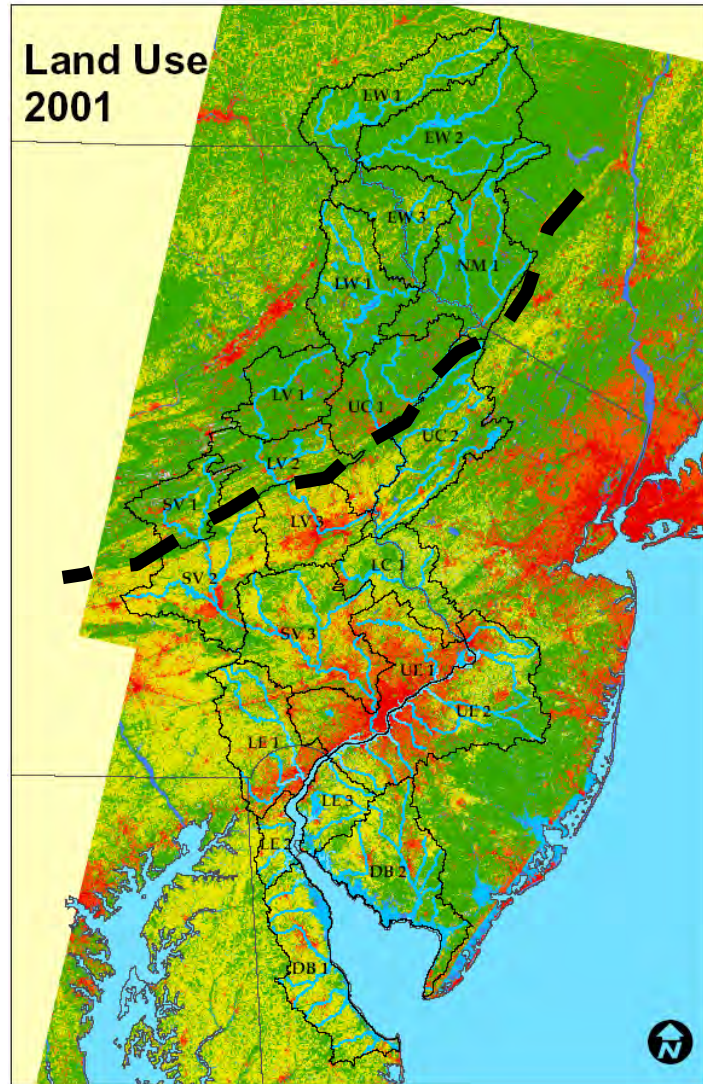 Land Use
2001
EW 1
EW 2
EW 3
NM 1
LW 1
LV 1
UC 1
UC 2
LV 2
SV 1
LV 3
LC 1
SV 2
SV 3
UE 1
UE 2
LE 1
LE 3
LE 2
DB 2
DB 1
N